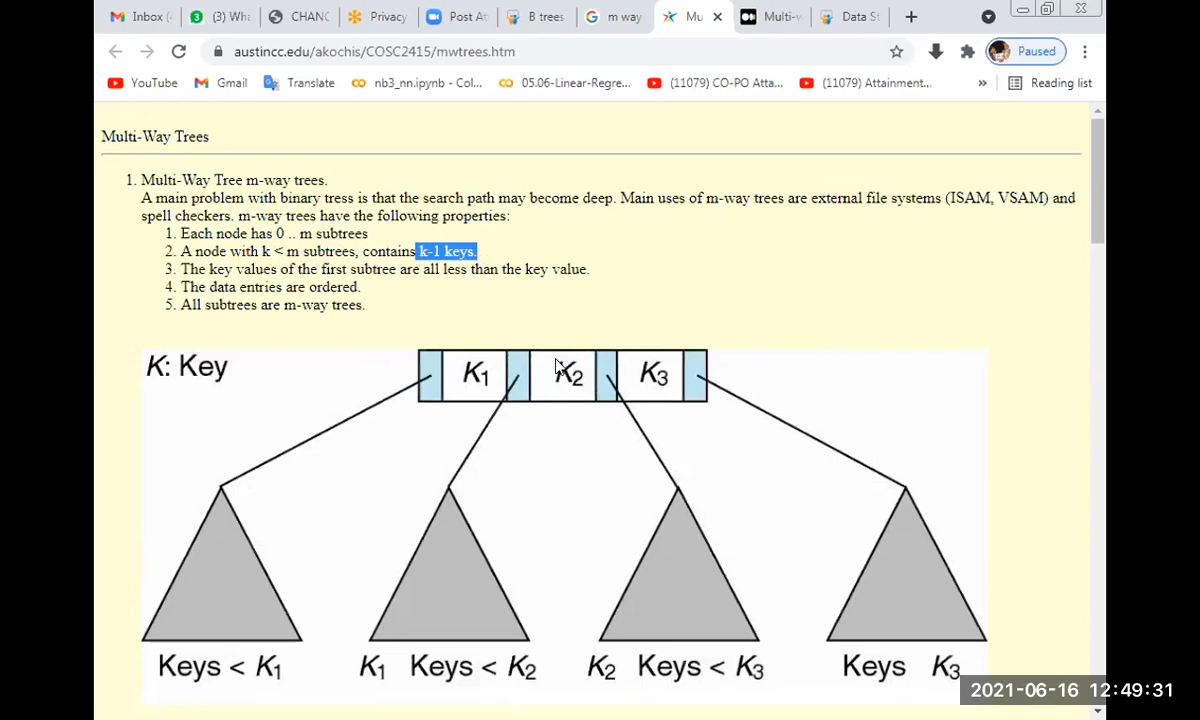 Inbox (
(3) Wha
CHANC
Privacy
Post At
B trees
m way
Mu
Multi-w
Data St
austincc.edu/akochis/COSC2415/mwtrees.htm
Paused
YouTube
Gmail
Translate
nb3_nn.ipynb - Col...
05.06-Linear-Regre...
(11079) CO-PO Atta...
(11079) Attainment...
»
Reading list
Multi-Way Trees
1. Multi-Way Tree m-way trees.
A main problem with binary tress is that the search path may become deep. Main uses of m-way trees are external file systems (ISAM, VSAM) and
spell checkers. m-way trees have the following properties:
1. Each node has 0 .. m subtrees
2. A node with k < m subtrees, contains k-1 keys.
3. The key values of the first subtree are all less than the key value.
4. The data entries are ordered.
5. All subtrees are m-way trees.
K: Key
K1 K2 K3
Keys < K1
K1 Keys < K2
K2 Keys < K3
Keys K3
2021-06-16 12:49:31